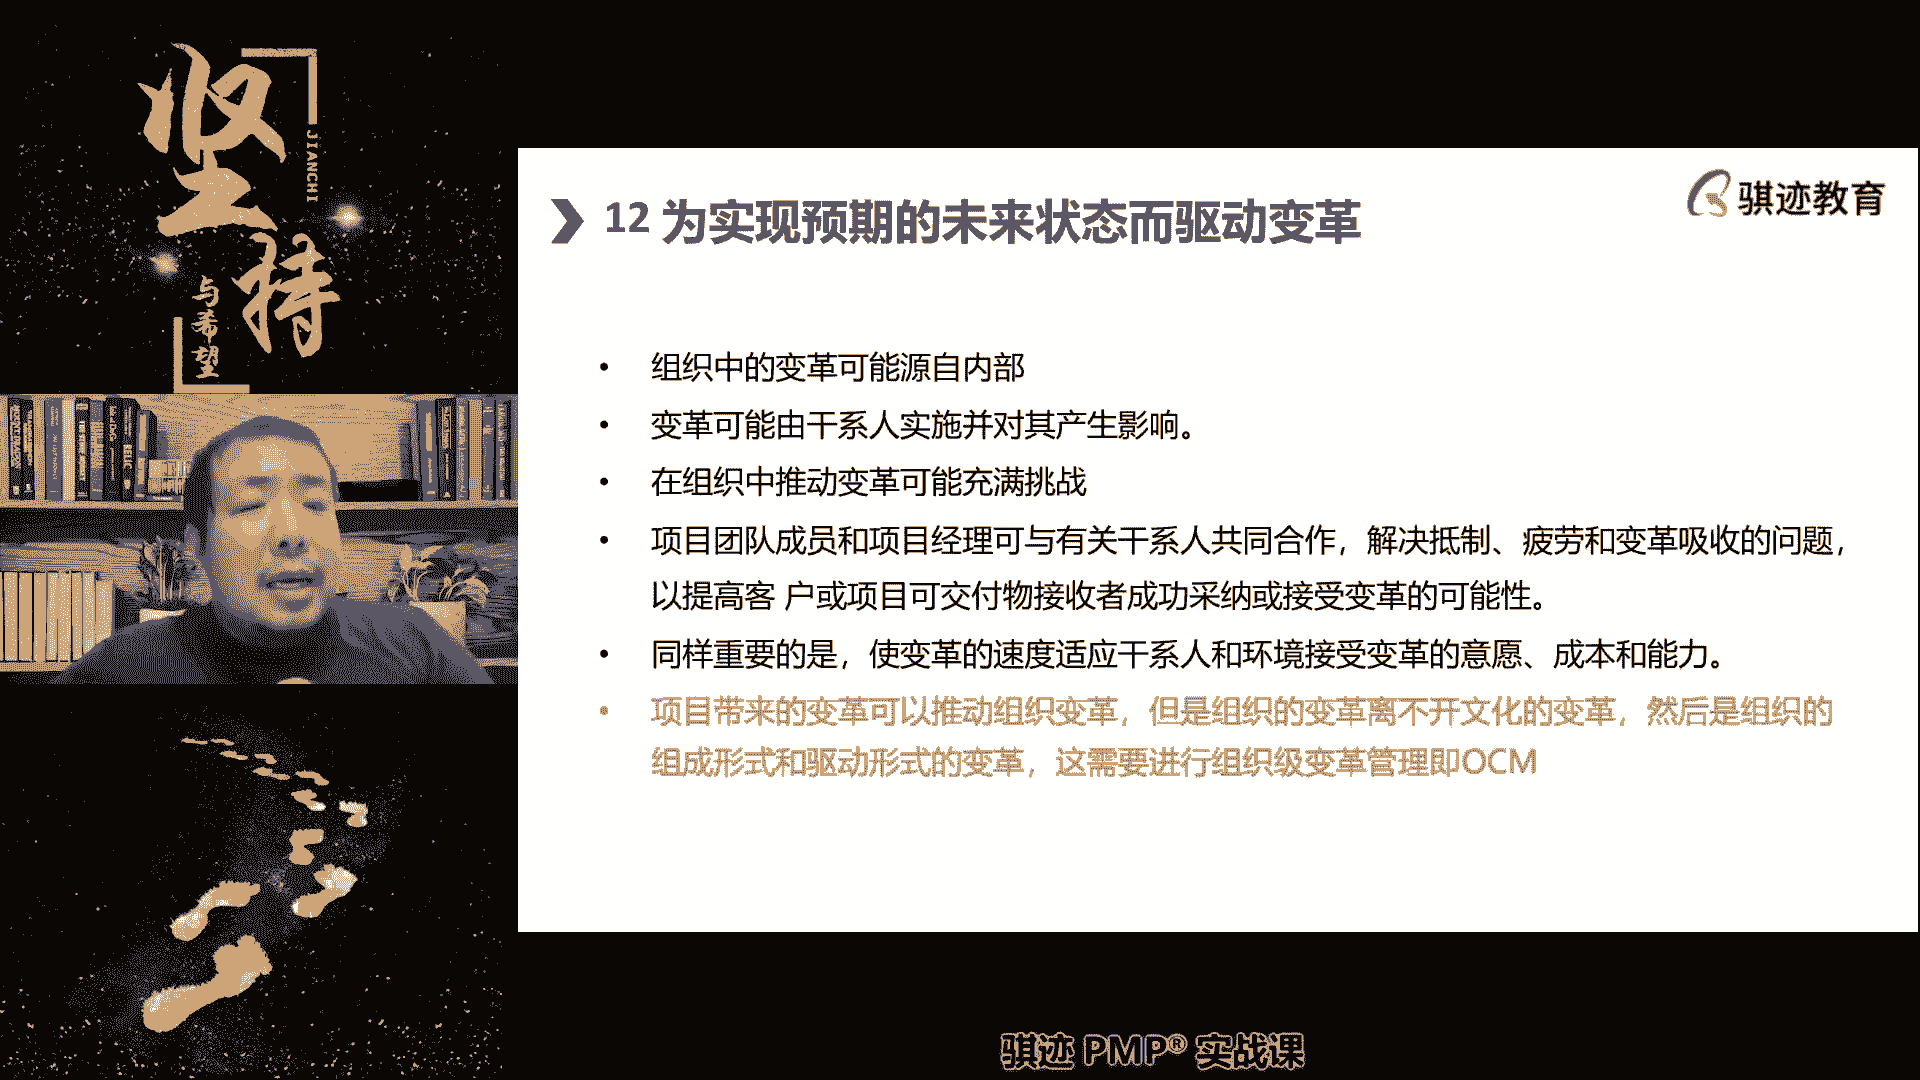 坚持
JIANCHI
与希望
骐迹教育
12 为实现预期的未来状态而驱动变革
• 组织中的变革可能源自内部
• 变革可能由干系人实施并对其产生影响。
• 在组织中推动变革可能充满挑战
• 项目团队成员和项目经理可与有关干系人共同合作，解决抵制、疲劳和变革吸收的问题，
以提高客 户或项目可交付物接收者成功采纳或接受变革的可能性。
• 同样重要的是，使变革的速度适应干系人和环境接受变革的意愿、成本和能力。
• 项目带来的变革可以推动组织变革，但是组织的变革离不开文化的变革，然后是组织的
组成形式和驱动形式的变革，这需要进行组织级变革管理即OCM
骐迹 PMP® 实战课